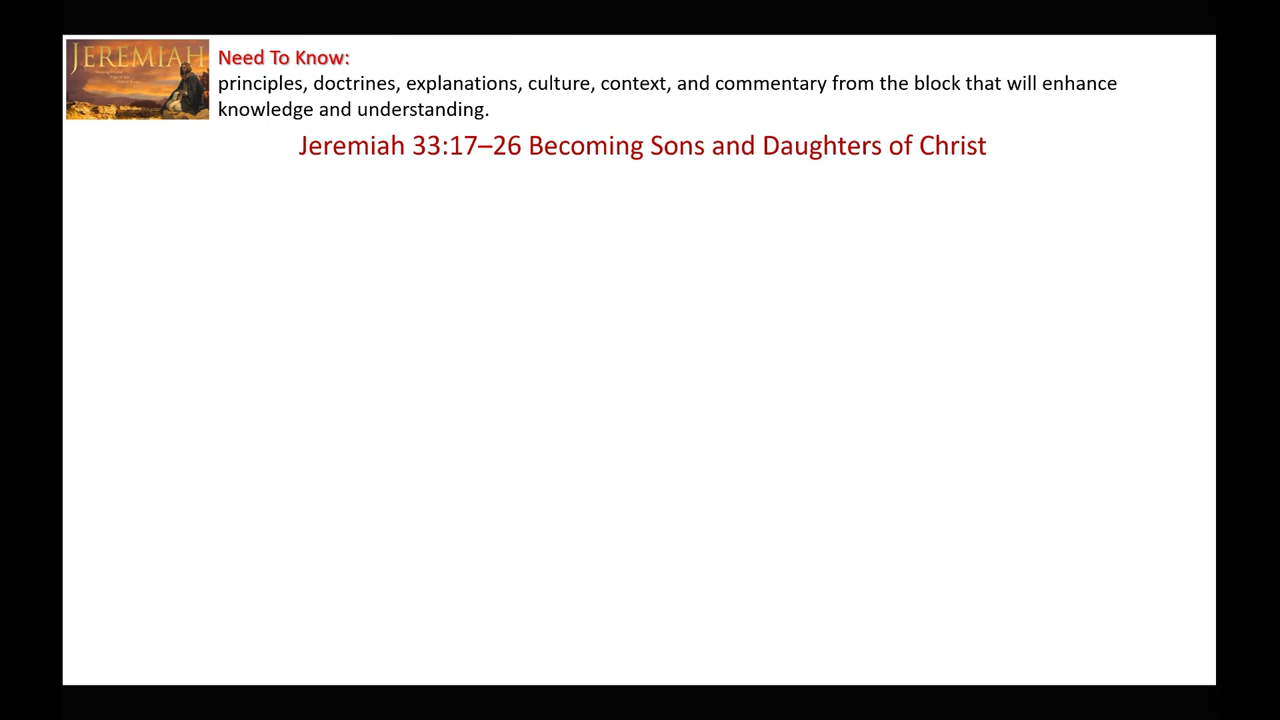 JEREMIAH
Need To Know:
principles, doctrines, explanations, culture, context, and commentary from the block that will enhance
knowledge and understanding.
Jeremiah 33:17–26 Becoming Sons and Daughters of Christ